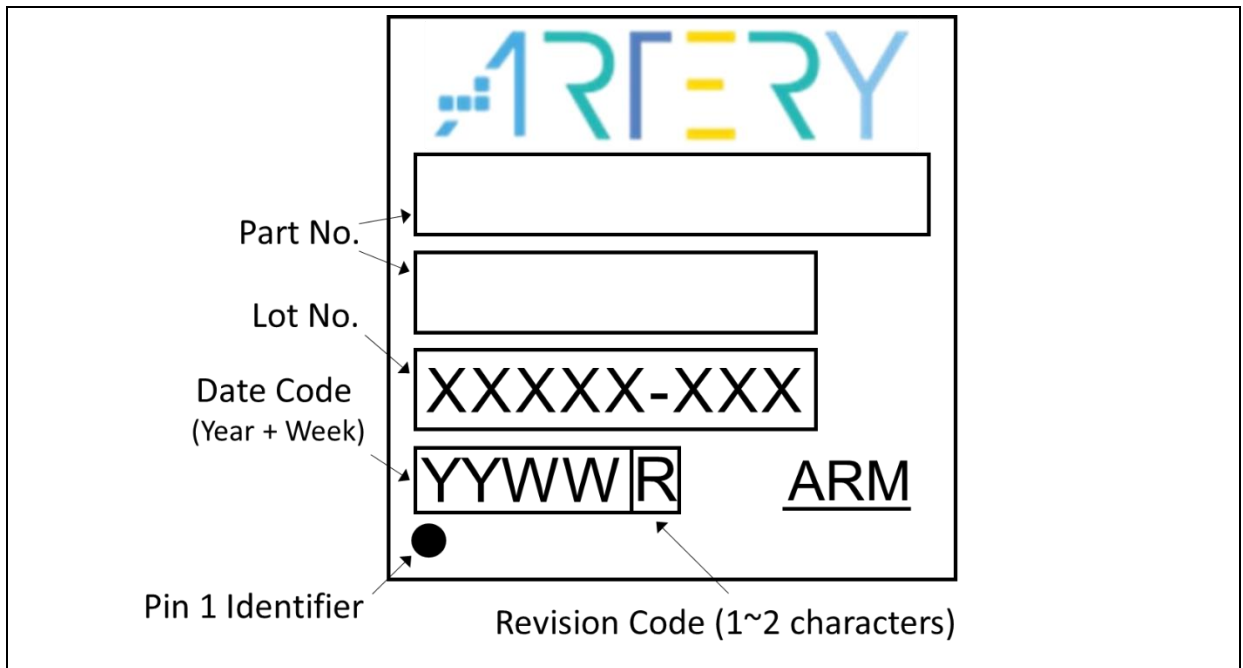 ARTERY
Part No.
Lot No.
XXXXX-XXX
Date Code
(Year + Week)
YYWW R
ARM
Pin 1 Identifier
Revision Code (1~2 characters)